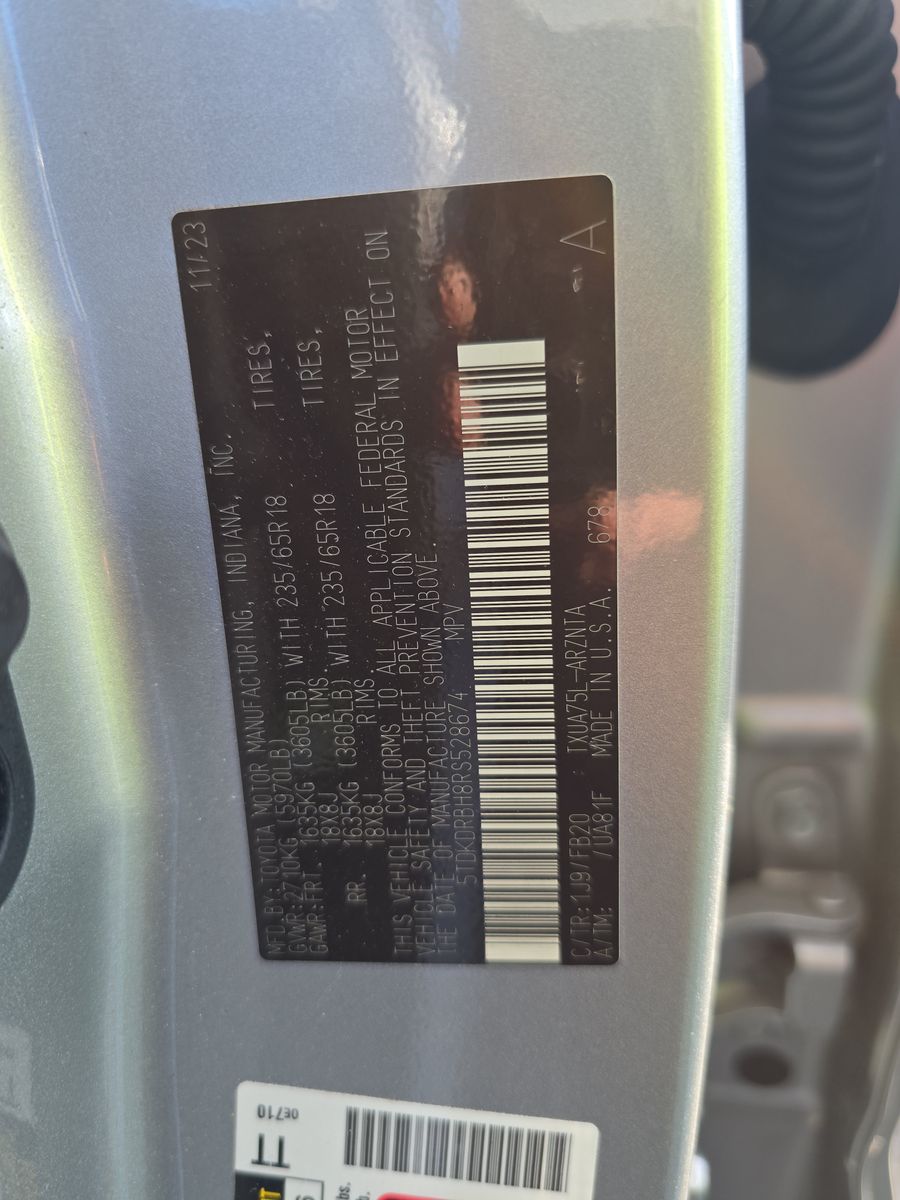 MFD.BY:TOYOTA MOTOR MANUFACTURING, INDIANA, INC. 11/23
GVWR:2710KG (5970LB)
GAWR:FRT. 1635KG (3605LB) WITH 235/65R18 TIRES,
18X8J RIMS
RR. 1635KG (3605LB) WITH 235/65R18 TIRES,
18X8J RIMS.
THIS VEHICLE CONFORMS TO ALL APPLICABLE FEDERAL MOTOR
VEHICLE SAFETY AND THEFT PREVENTION STANDARDS IN EFFECT ON
THE DATE OF MANUFACTURE SHOWN ABOVE.
5TDKDRBH8RS528674 MPV
C/TR:1J9/FB20 TXUA75L-ARZNTA
A/TM: /UA81F MADE IN U.S.A. 678 A
OE710
TT